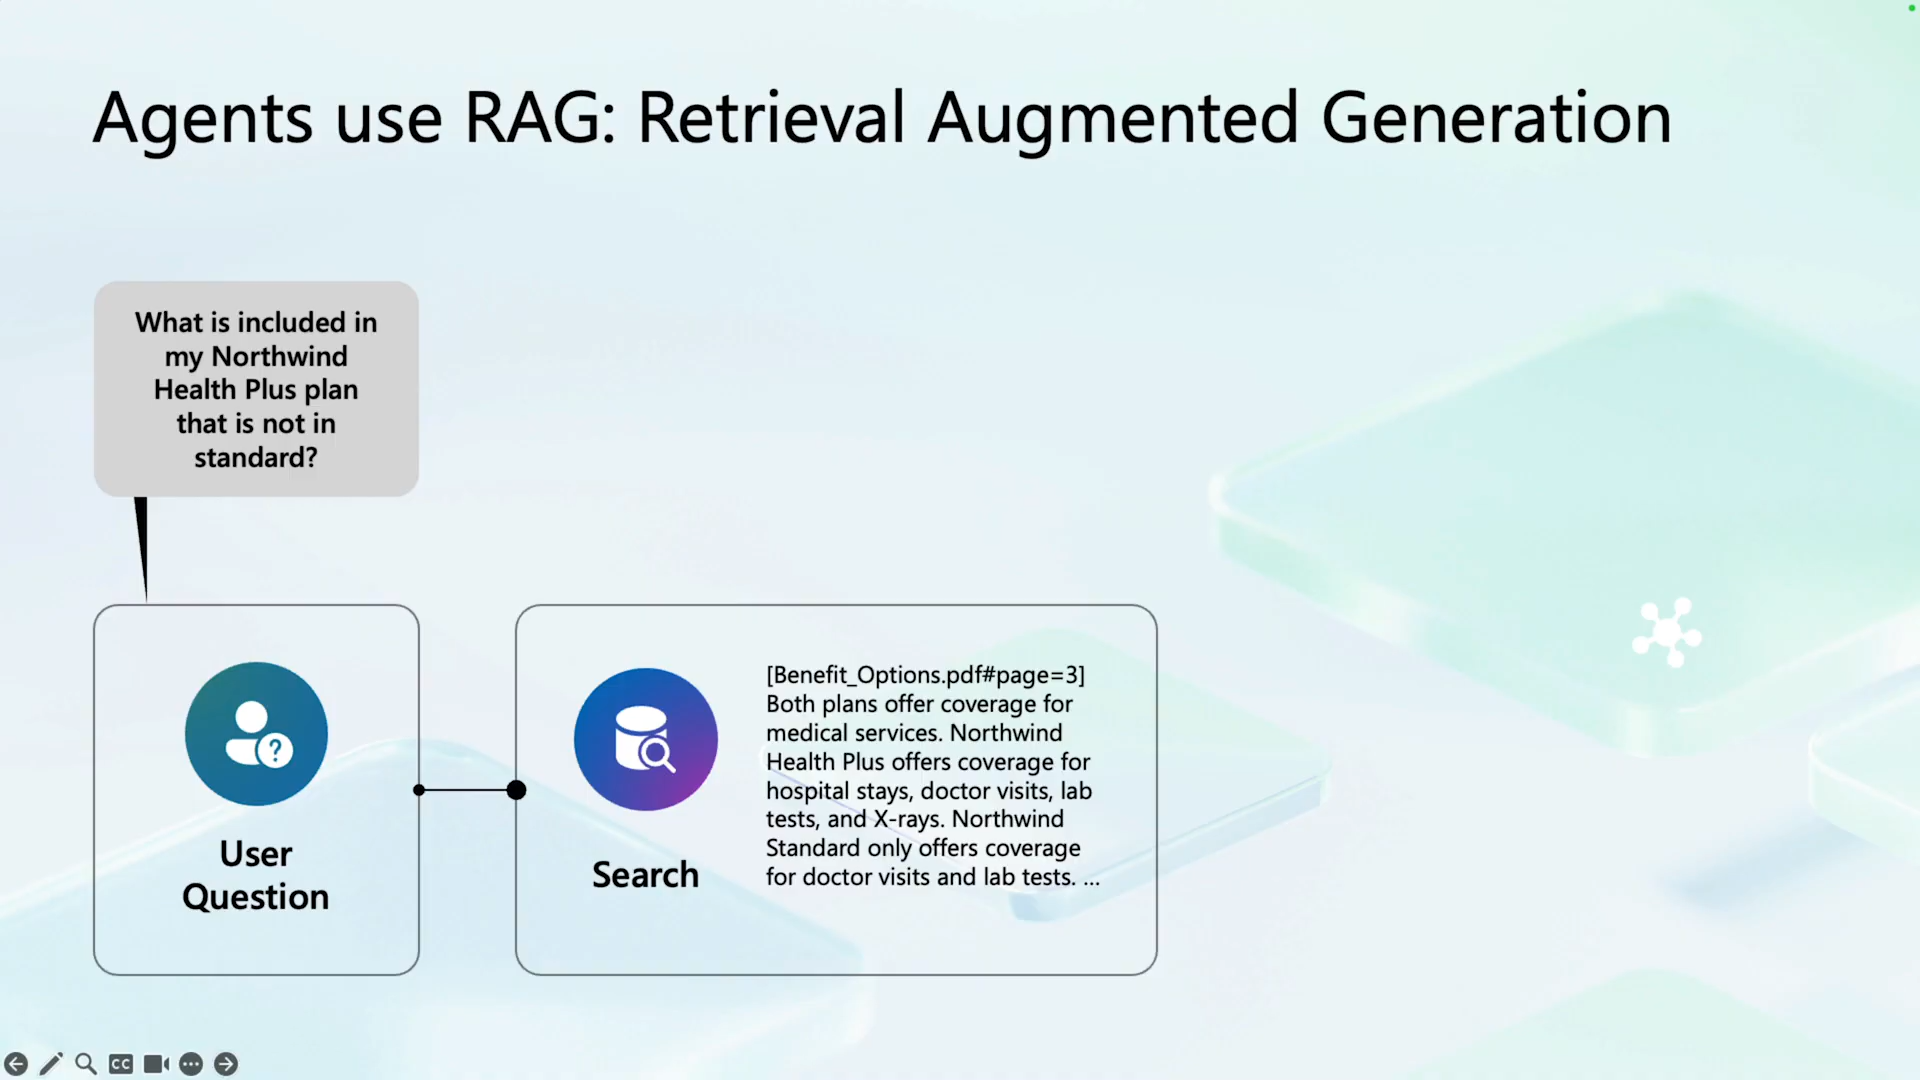 Agents use RAG: Retrieval Augmented Generation
What is included in
my Northwind
Health Plus plan
that is not in
standard?
User
Question
Search
[Benefit_Options.pdf#page=3]
Both plans offer coverage for
medical services. Northwind
Health Plus offers coverage for
hospital stays, doctor visits, lab
tests, and X-rays. Northwind
Standard only offers coverage
for doctor visits and lab tests. ...
CC